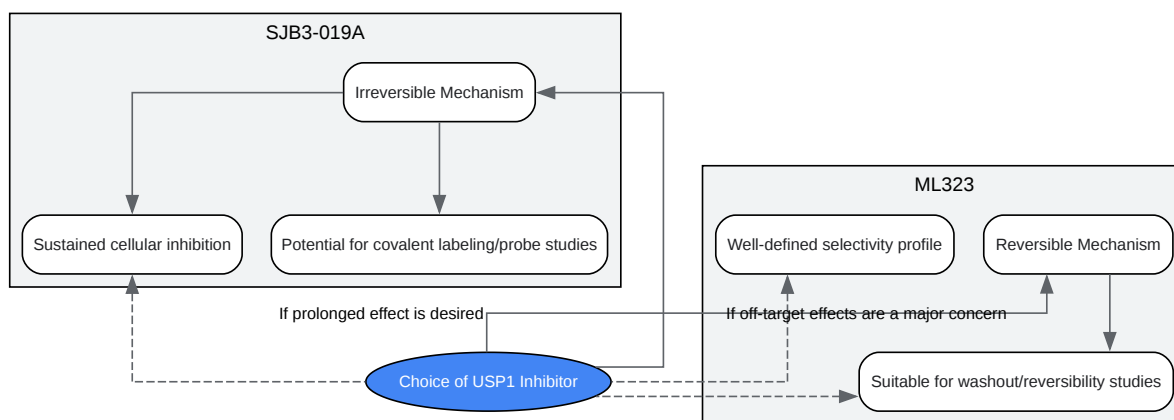 SJB3-019A
Irreversible Mechanism
Sustained cellular inhibition
Potential for covalent labeling/probe studies
ML323
Well-defined selectivity profile
Reversible Mechanism
If prolonged effect is desired
If off-target effects are a major concern
Choice of USP1 Inhibitor
Suitable for washout/reversibility studies